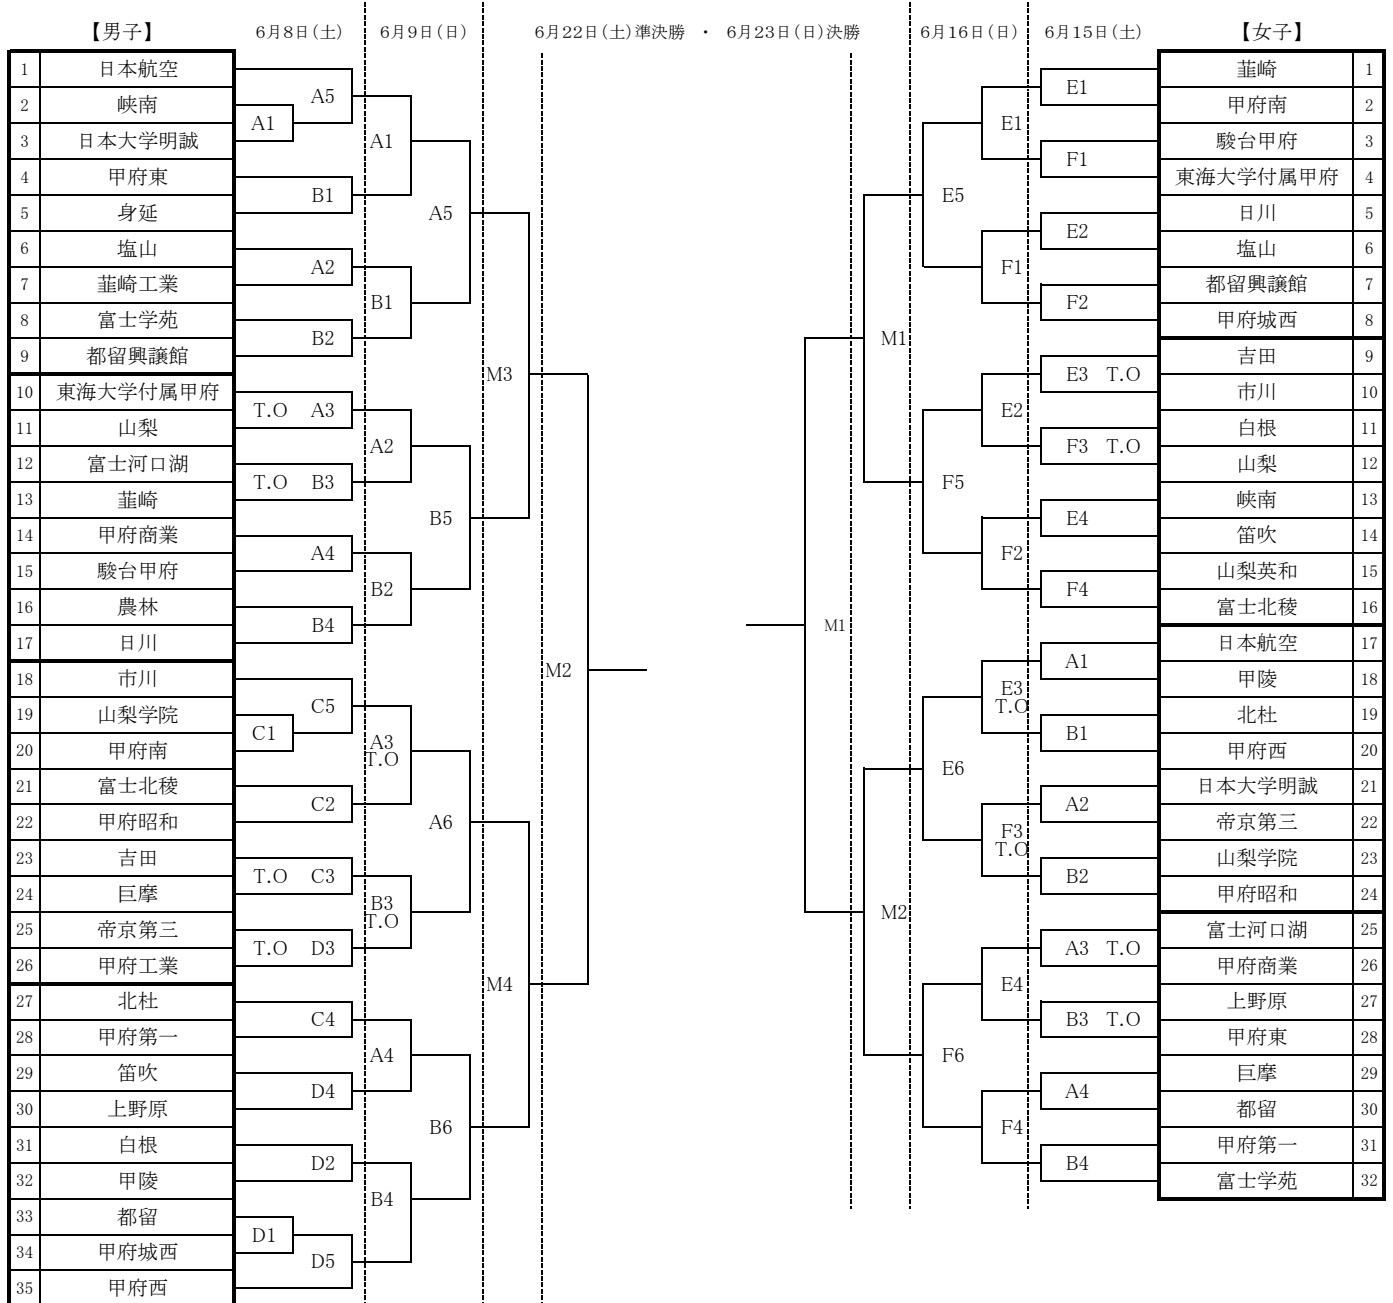 【男子】 6月8日(土) 6月9日(日) 6月22日(土)準決勝 ・ 6月23日(日)決勝 6月16日(日) 6月15日(土) 【女子】
1 日本航空
2 峡南
3 日本大学明誠
4 甲府東
5 身延
6 塩山
7 韮崎工業
8 富士学苑
9 都留興譲館
10 東海大学付属甲府
11 山梨
12 富士河口湖
13 韮崎
14 甲府商業
15 駿台甲府
16 農林
17 日川
18 市川
19 山梨学院
20 甲府南
21 富士北稜
22 甲府昭和
23 吉田
24 巨摩
25 帝京第三
26 甲府工業
27 北杜
28 甲府第一
29 笛吹
30 上野原
31 白根
32 甲陵
33 都留
34 甲府城西
35 甲府西
A1
C1
D1
A5
B1
A2
B2
T.O A3
T.O B3
A4
B4
C5
C2
T.O C3
T.O D3
C4
D4
D2
D5
A1
B1
A2
B2
A3
T.O
B3
T.O
A4
B4
A5
B5
A6
B6
M3
M4
M2
M1
M1
M2
E5
F5
E6
F6
E1
F1
E2
F2
E3
T.O
F3
T.O
E4
F4
E1
F1
E2
F2
E3 T.O
F3 T.O
E4
F4
A1
B1
A2
B2
A3 T.O
B3 T.O
A4
B4
韮崎 1
甲府南 2
駿台甲府 3
東海大学付属甲府 4
日川 5
塩山 6
都留興譲館 7
甲府城西 8
吉田 9
市川 10
白根 11
山梨 12
峡南 13
笛吹 14
山梨英和 15
富士北稜 16
日本航空 17
甲陵 18
北杜 19
甲府西 20
日本大学明誠 21
帝京第三 22
山梨学院 23
甲府昭和 24
富士河口湖 25
甲府商業 26
上野原 27
甲府東 28
巨摩 29
都留 30
甲府第一 31
富士学苑 32